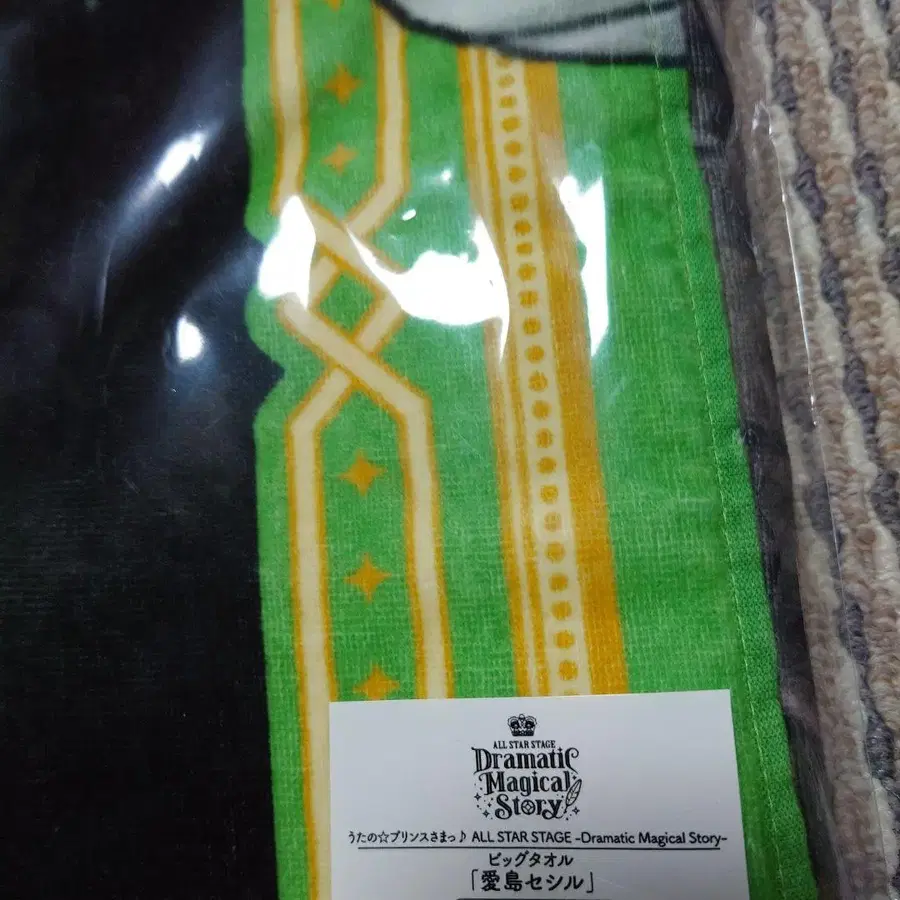 ALL STAR STAGE
Dramatic
Magical
Story
うたの☆プリンスさまっ♪ ALL STAR STAGE -Dramatic Magical Story-
ビッグタオル
「愛島セシル」